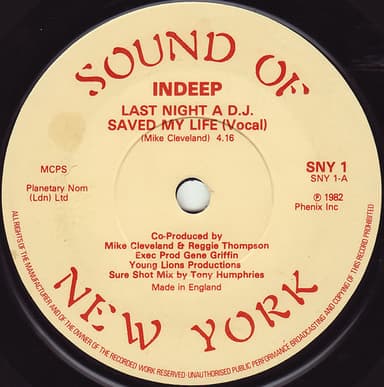 SOUND OF
INDEEP
LAST NIGHT A D.J.
SAVED MY LIFE (Vocal)
(Mike Cleveland) 4.16
MCPS
SNY 1
SNY 1-A
Planetary Nom
(Ldn) Ltd
℗ 1982
Phenix Inc
Co-Produced by
Mike Cleveland & Reggie Thompson
Exec Prod Gene Griffin
Young Lions Productions
Sure Shot Mix by Tony Humphries
Made in England
NEW YORK
ALL RIGHTS OF THE MANUFACTURER AND OF THE OWNER OF THE RECORDED WORK RESERVED UNAUTHORISED PUBLIC PERFORMANCE BROADCASTING AND COPYING OF THIS RECORD PROHIBITED